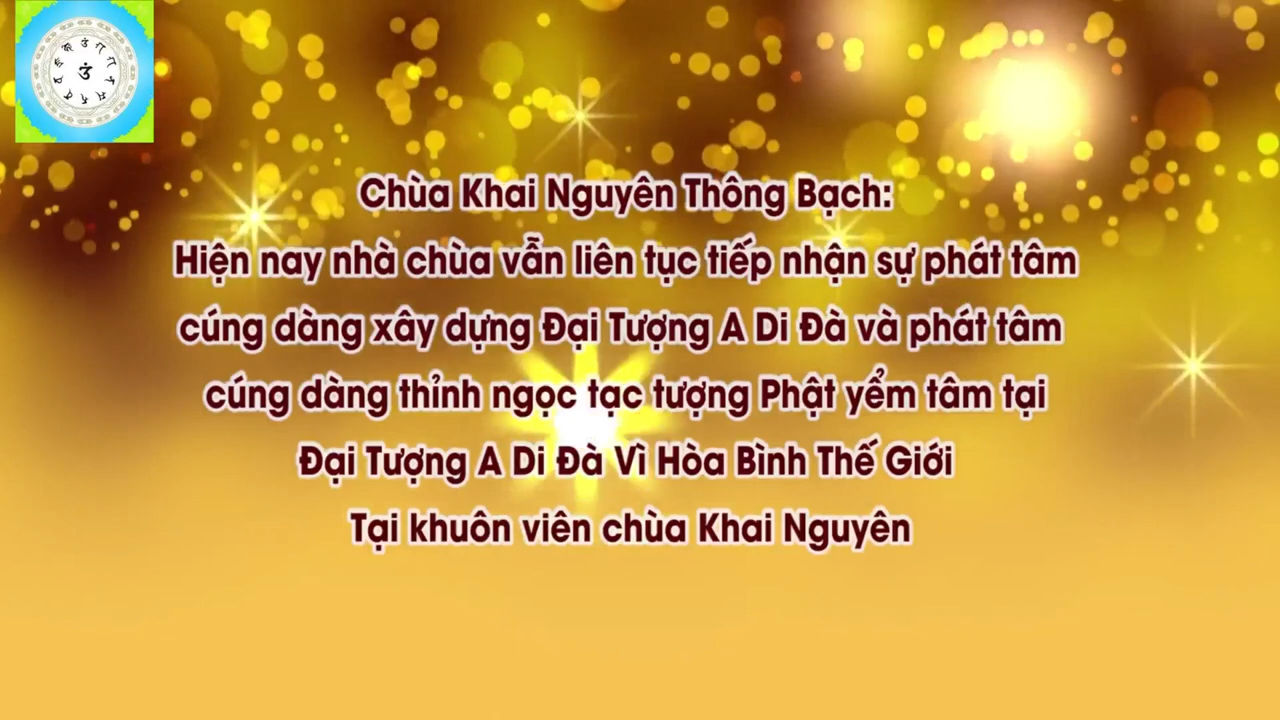 Chùa Khai Nguyên Thông Bạch:
Hiện nay nhà chùa vẫn liên tục tiếp nhận sự phát tâm
cúng dàng xây dựng Đại Tượng A Di Đà và phát tâm
cúng dàng thỉnh ngọc tạc tượng Phật yểm tâm tại
Đại Tượng A Di Đà Vì Hòa Bình Thế Giới
Tại khuôn viên chùa Khai Nguyên